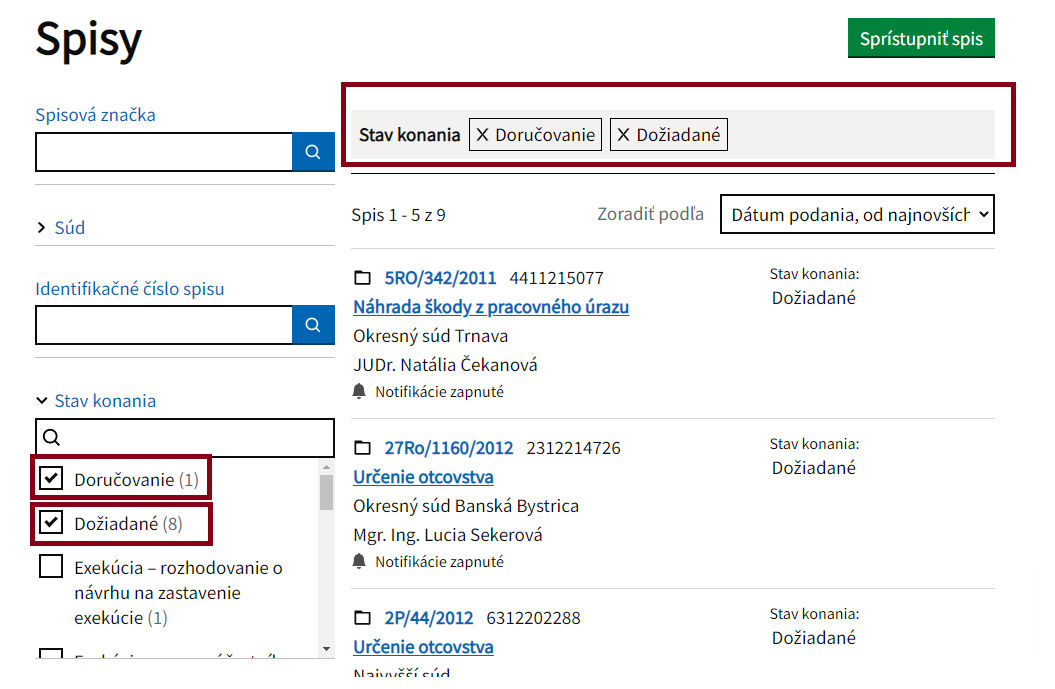 Spisy
Sprístupniť spis
Spisová značka
Súd
Identifikačné číslo spisu
Stav konania
Doručovanie (1)
Dožiadané (8)
Exekúcia – rozhodovanie o
návrhu na zastavenie
exekúcie (1)
Stav konania X Doručovanie X Dožiadané
Spis 1 - 5 z 9
Zoradiť podľa Dátum podania, od najnovších
5RO/342/2011 4411215077
Náhrada škody z pracovného úrazu
Okresný súd Trnava
JUDr. Natália Čekanová
Notifikácie zapnuté
Stav konania:
Dožiadané
27Ro/1160/2012 2312214726
Určenie otcovstva
Okresný súd Banská Bystrica
Mgr. Ing. Lucia Sekerová
Notifikácie zapnuté
Stav konania:
Dožiadané
2P/44/2012 6312202288
Určenie otcovstva
Najvyšší súd
Stav konania:
Dožiadané